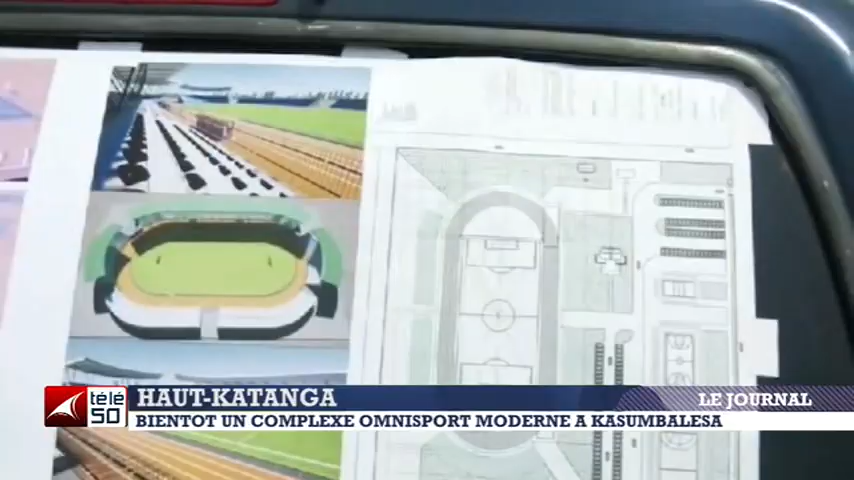 télé
50
HAUT-KATANGA
LE JOURNAL
BIENTOT UN COMPLEXE OMNISPORT MODERNE A KASUMBALESA